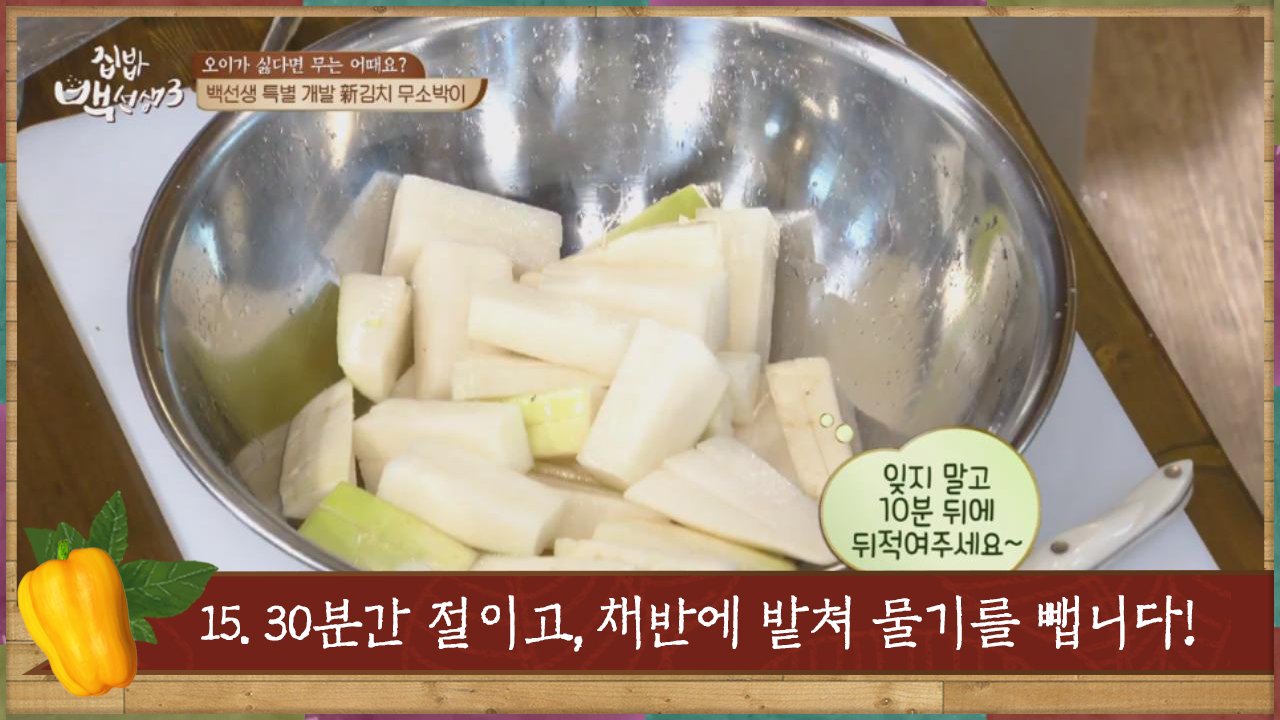 집밥
백선생3
오이가 싫다면 무는 어때요?
백선생 특별 개발 新김치 무소박이
잊지 말고
10분 뒤에
뒤적여주세요~
15. 30분간 절이고, 채반에 밭쳐 물기를 뺍니다!